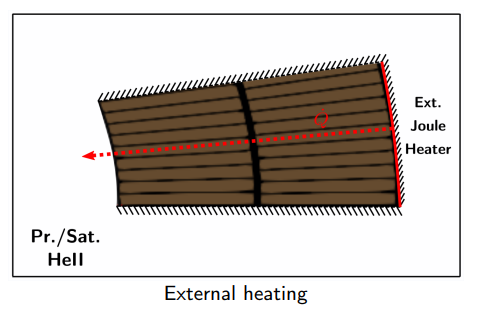 Ext.
Joule
Heater
Pr./Sat.
HeII
External heating